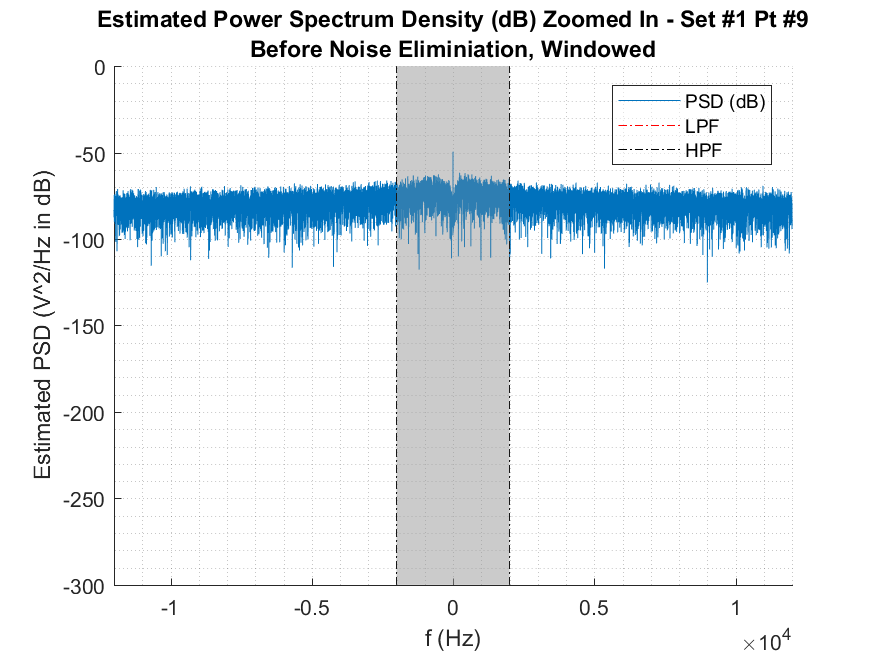 Estimated Power Spectrum Density (dB) Zoomed In - Set #1 Pt #9
Before Noise Eliminiation, Windowed
0
-50
-100
-150
-200
-250
-300
Estimated PSD (V^2/Hz in dB)
PSD (dB)
LPF
HPF
-1
-0.5
0
0.5
1
×10^4
f (Hz)